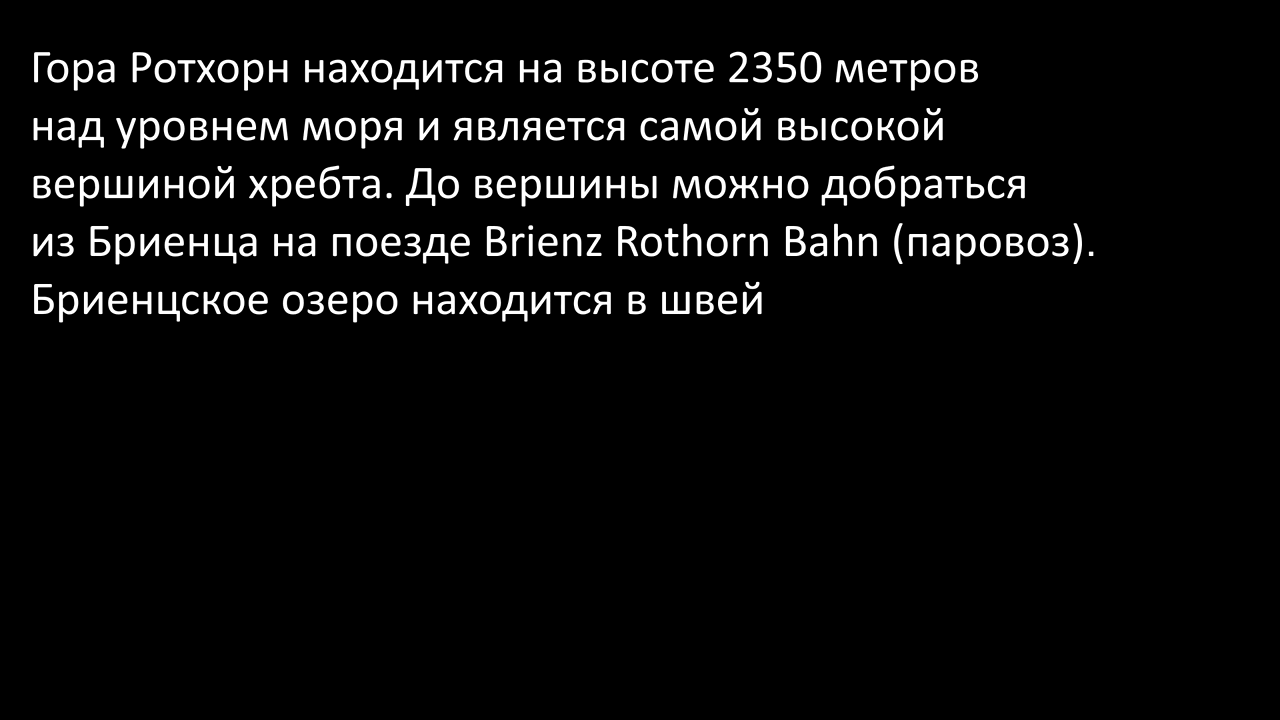 Гора Ротхорн находится на высоте 2350 метров
над уровнем моря и является самой высокой
вершиной хребта. До вершины можно добраться
из Бриенца на поезде Brienz Rothorn Bahn (паровоз).
Бриенцское озеро находится в швей